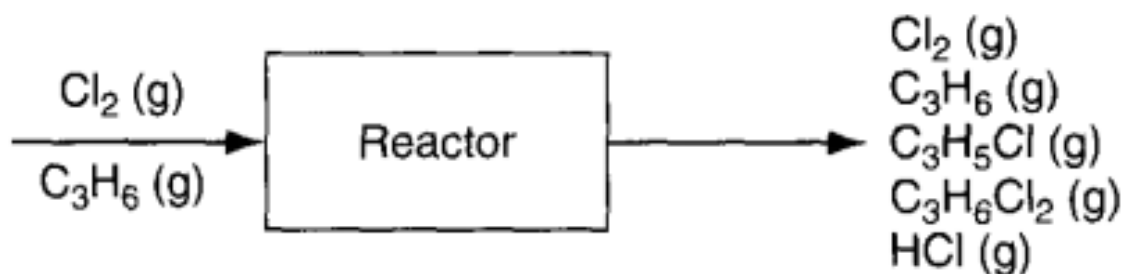 Cl₂ (g)
C₃H₆ (g)
Reactor
Cl₂ (g)
C₃H₆ (g)
C₃H₅Cl (g)
C₃H₆Cl₂ (g)
HCl (g)